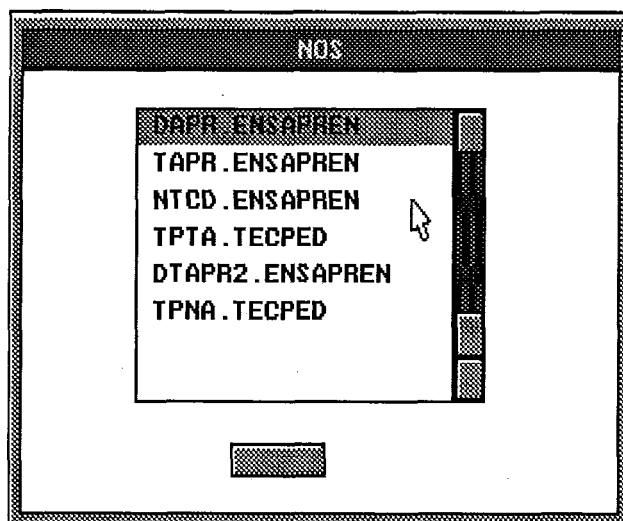 NOS
DAPR.ENSAPREN
TAPR.ENSAPREN
NTCD.ENSAPREN
TPTA.TECPED
DTAPR2.ENSAPREN
TPNA.TECPED